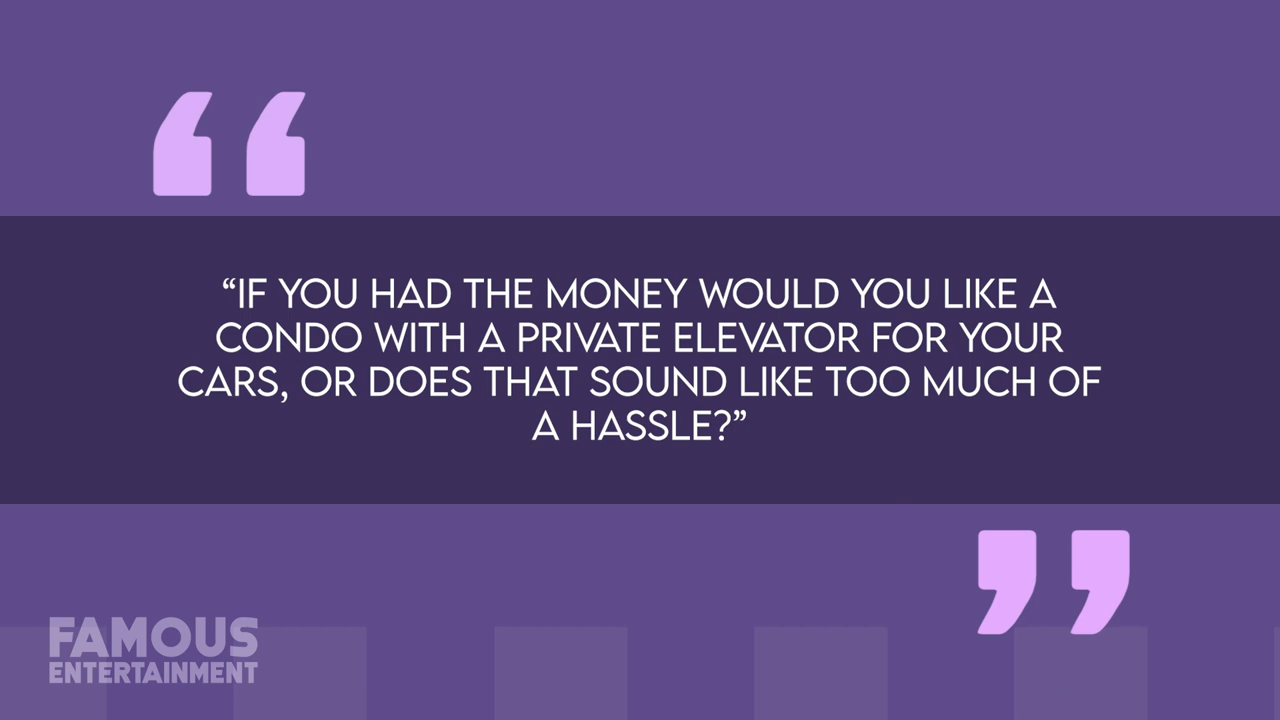 “IF YOU HAD THE MONEY WOULD YOU LIKE A
CONDO WITH A PRIVATE ELEVATOR FOR YOUR
CARS, OR DOES THAT SOUND LIKE TOO MUCH OF
A HASSLE?”
FAMOUS
ENTERTAINMENT